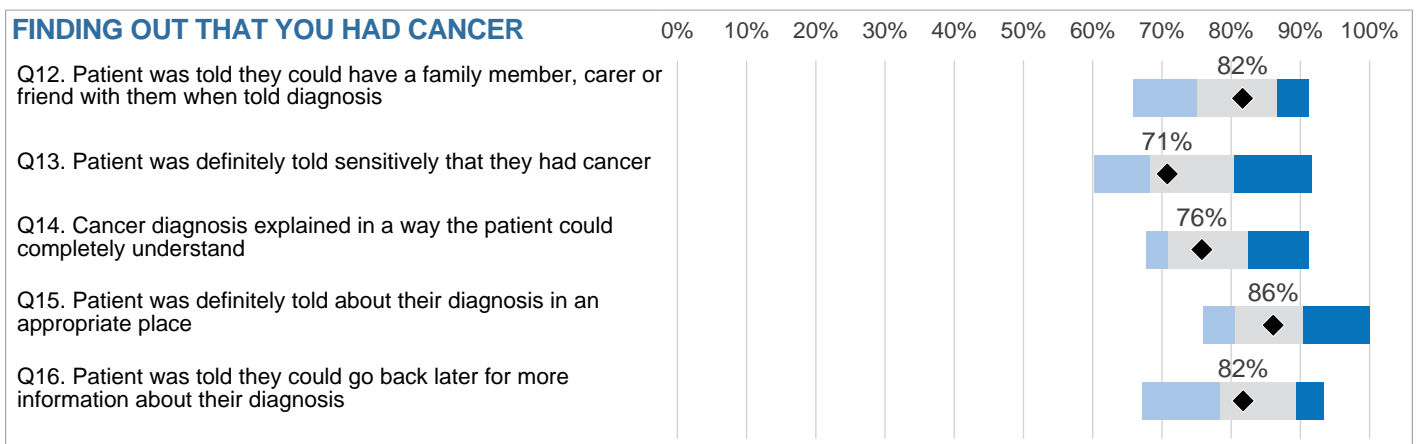 FINDING OUT THAT YOU HAD CANCER
0% 10% 20% 30% 40% 50% 60% 70% 80% 90% 100%
Q12. Patient was told they could have a family member, carer or
friend with them when told diagnosis
82%
Q13. Patient was definitely told sensitively that they had cancer
71%
Q14. Cancer diagnosis explained in a way the patient could
completely understand
76%
Q15. Patient was definitely told about their diagnosis in an
appropriate place
86%
Q16. Patient was told they could go back later for more
information about their diagnosis
82%